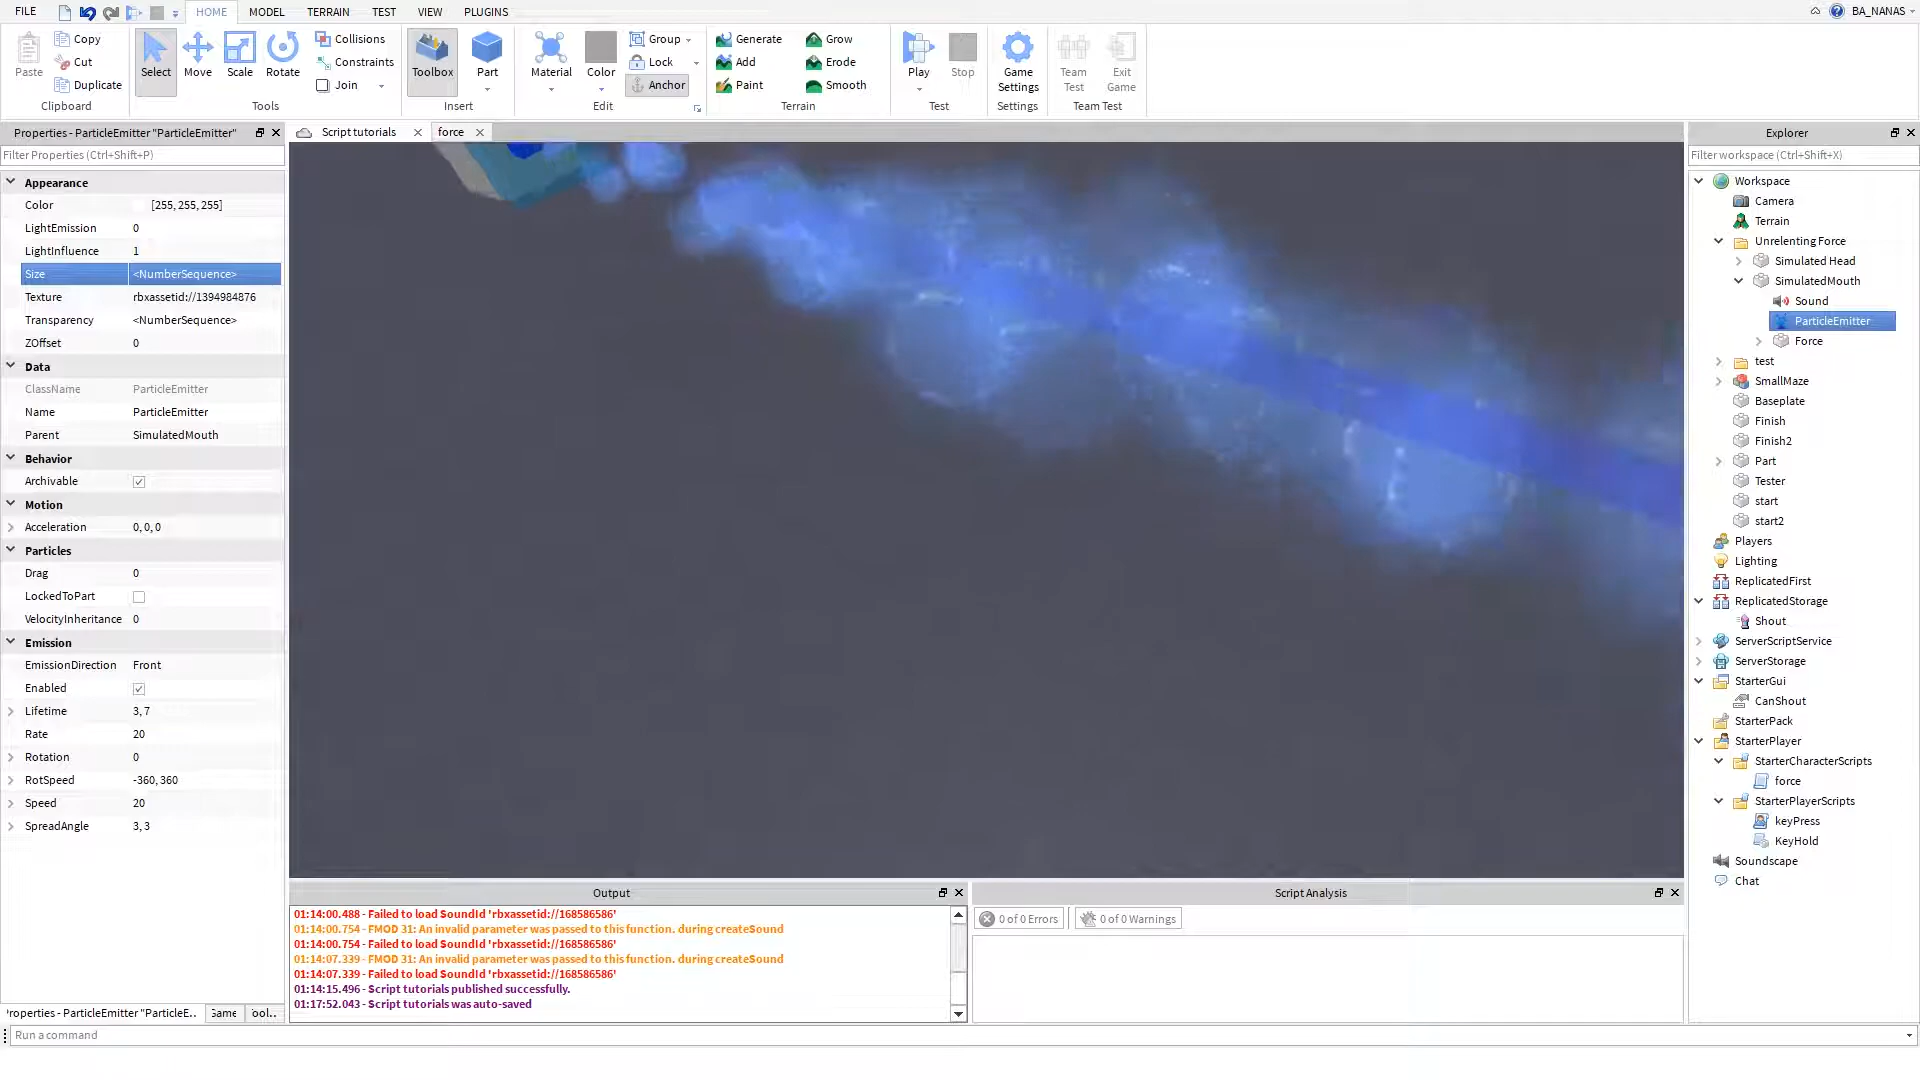 FILE HOME MODEL TERRAIN TEST VIEW PLUGINS BA_NANAS
Paste Copy Cut Duplicate Clipboard
Select Move Scale Rotate Collisions Constraints Join Tools
Toolbox Part Insert
Material Color Group Lock Anchor Edit
Generate Add Paint Grow Erode Smooth Terrain
Play Stop Test
Game Settings Settings
Team Test Exit Game Team Test
Properties - ParticleEmitter "ParticleEmitter"
Filter Properties (Ctrl+Shift+P)
Appearance
Color [255, 255, 255]
LightEmission 0
LightInfluence 1
Size <NumberSequence>
Texture rbxassetid://1394984876
Transparency <NumberSequence>
ZOffset 0
Data
ClassName ParticleEmitter
Name ParticleEmitter
Parent SimulatedMouth
Behavior
Archivable
Motion
Acceleration 0, 0, 0
Particles
Drag 0
LockedToPart
VelocityInheritance 0
Emission
EmissionDirection Front
Enabled
Lifetime 3, 7
Rate 20
Rotation 0
RotSpeed -360, 360
Speed 20
SpreadAngle 3, 3
Properties - ParticleEmitter "ParticleE.. Game Tool..
Script tutorials force
Output
01:14:00.488 - Failed to load SoundId 'rbxassetid://168586586'
01:14:00.754 - FMOD 31: An invalid parameter was passed to this function. during createSound
01:14:00.754 - Failed to load SoundId 'rbxassetid://168586586'
01:14:07.339 - FMOD 31: An invalid parameter was passed to this function. during createSound
01:14:07.339 - Failed to load SoundId 'rbxassetid://168586586'
01:14:15.496 - Script tutorials published successfully.
01:17:52.043 - Script tutorials was auto-saved
Script Analysis
0 of 0 Errors 0 of 0 Warnings
Explorer
Filter workspace (Ctrl+Shift+X)
Workspace
Camera
Terrain
Unrelenting Force
Simulated Head
SimulatedMouth
Sound
ParticleEmitter
Force
test
SmallMaze
Baseplate
Finish
Finish2
Part
Tester
start
start2
Players
Lighting
ReplicatedFirst
ReplicatedStorage
Shout
ServerScriptService
ServerStorage
StarterGui
CanShout
StarterPack
StarterPlayer
StarterCharacterScripts
force
StarterPlayerScripts
keyPress
KeyHold
Soundscape
Chat
Run a command